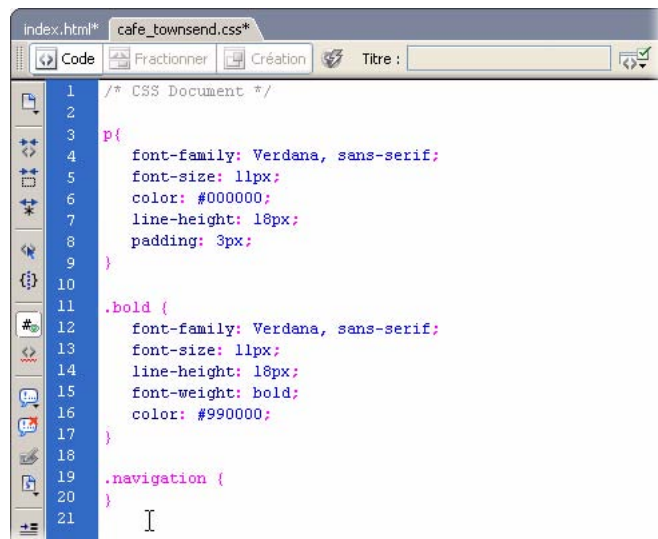 index.html* cafe_townsend.css*
Code Fractionner Création Titre :
1 /* CSS Document */
2
3 p{
4 font-family: Verdana, sans-serif;
5 font-size: 11px;
6 color: #000000;
7 line-height: 18px;
8 padding: 3px;
9 }
10
11 .bold {
12 font-family: Verdana, sans-serif;
13 font-size: 11px;
14 line-height: 18px;
15 font-weight: bold;
16 color: #990000;
17 }
18
19 .navigation {
20 }
21